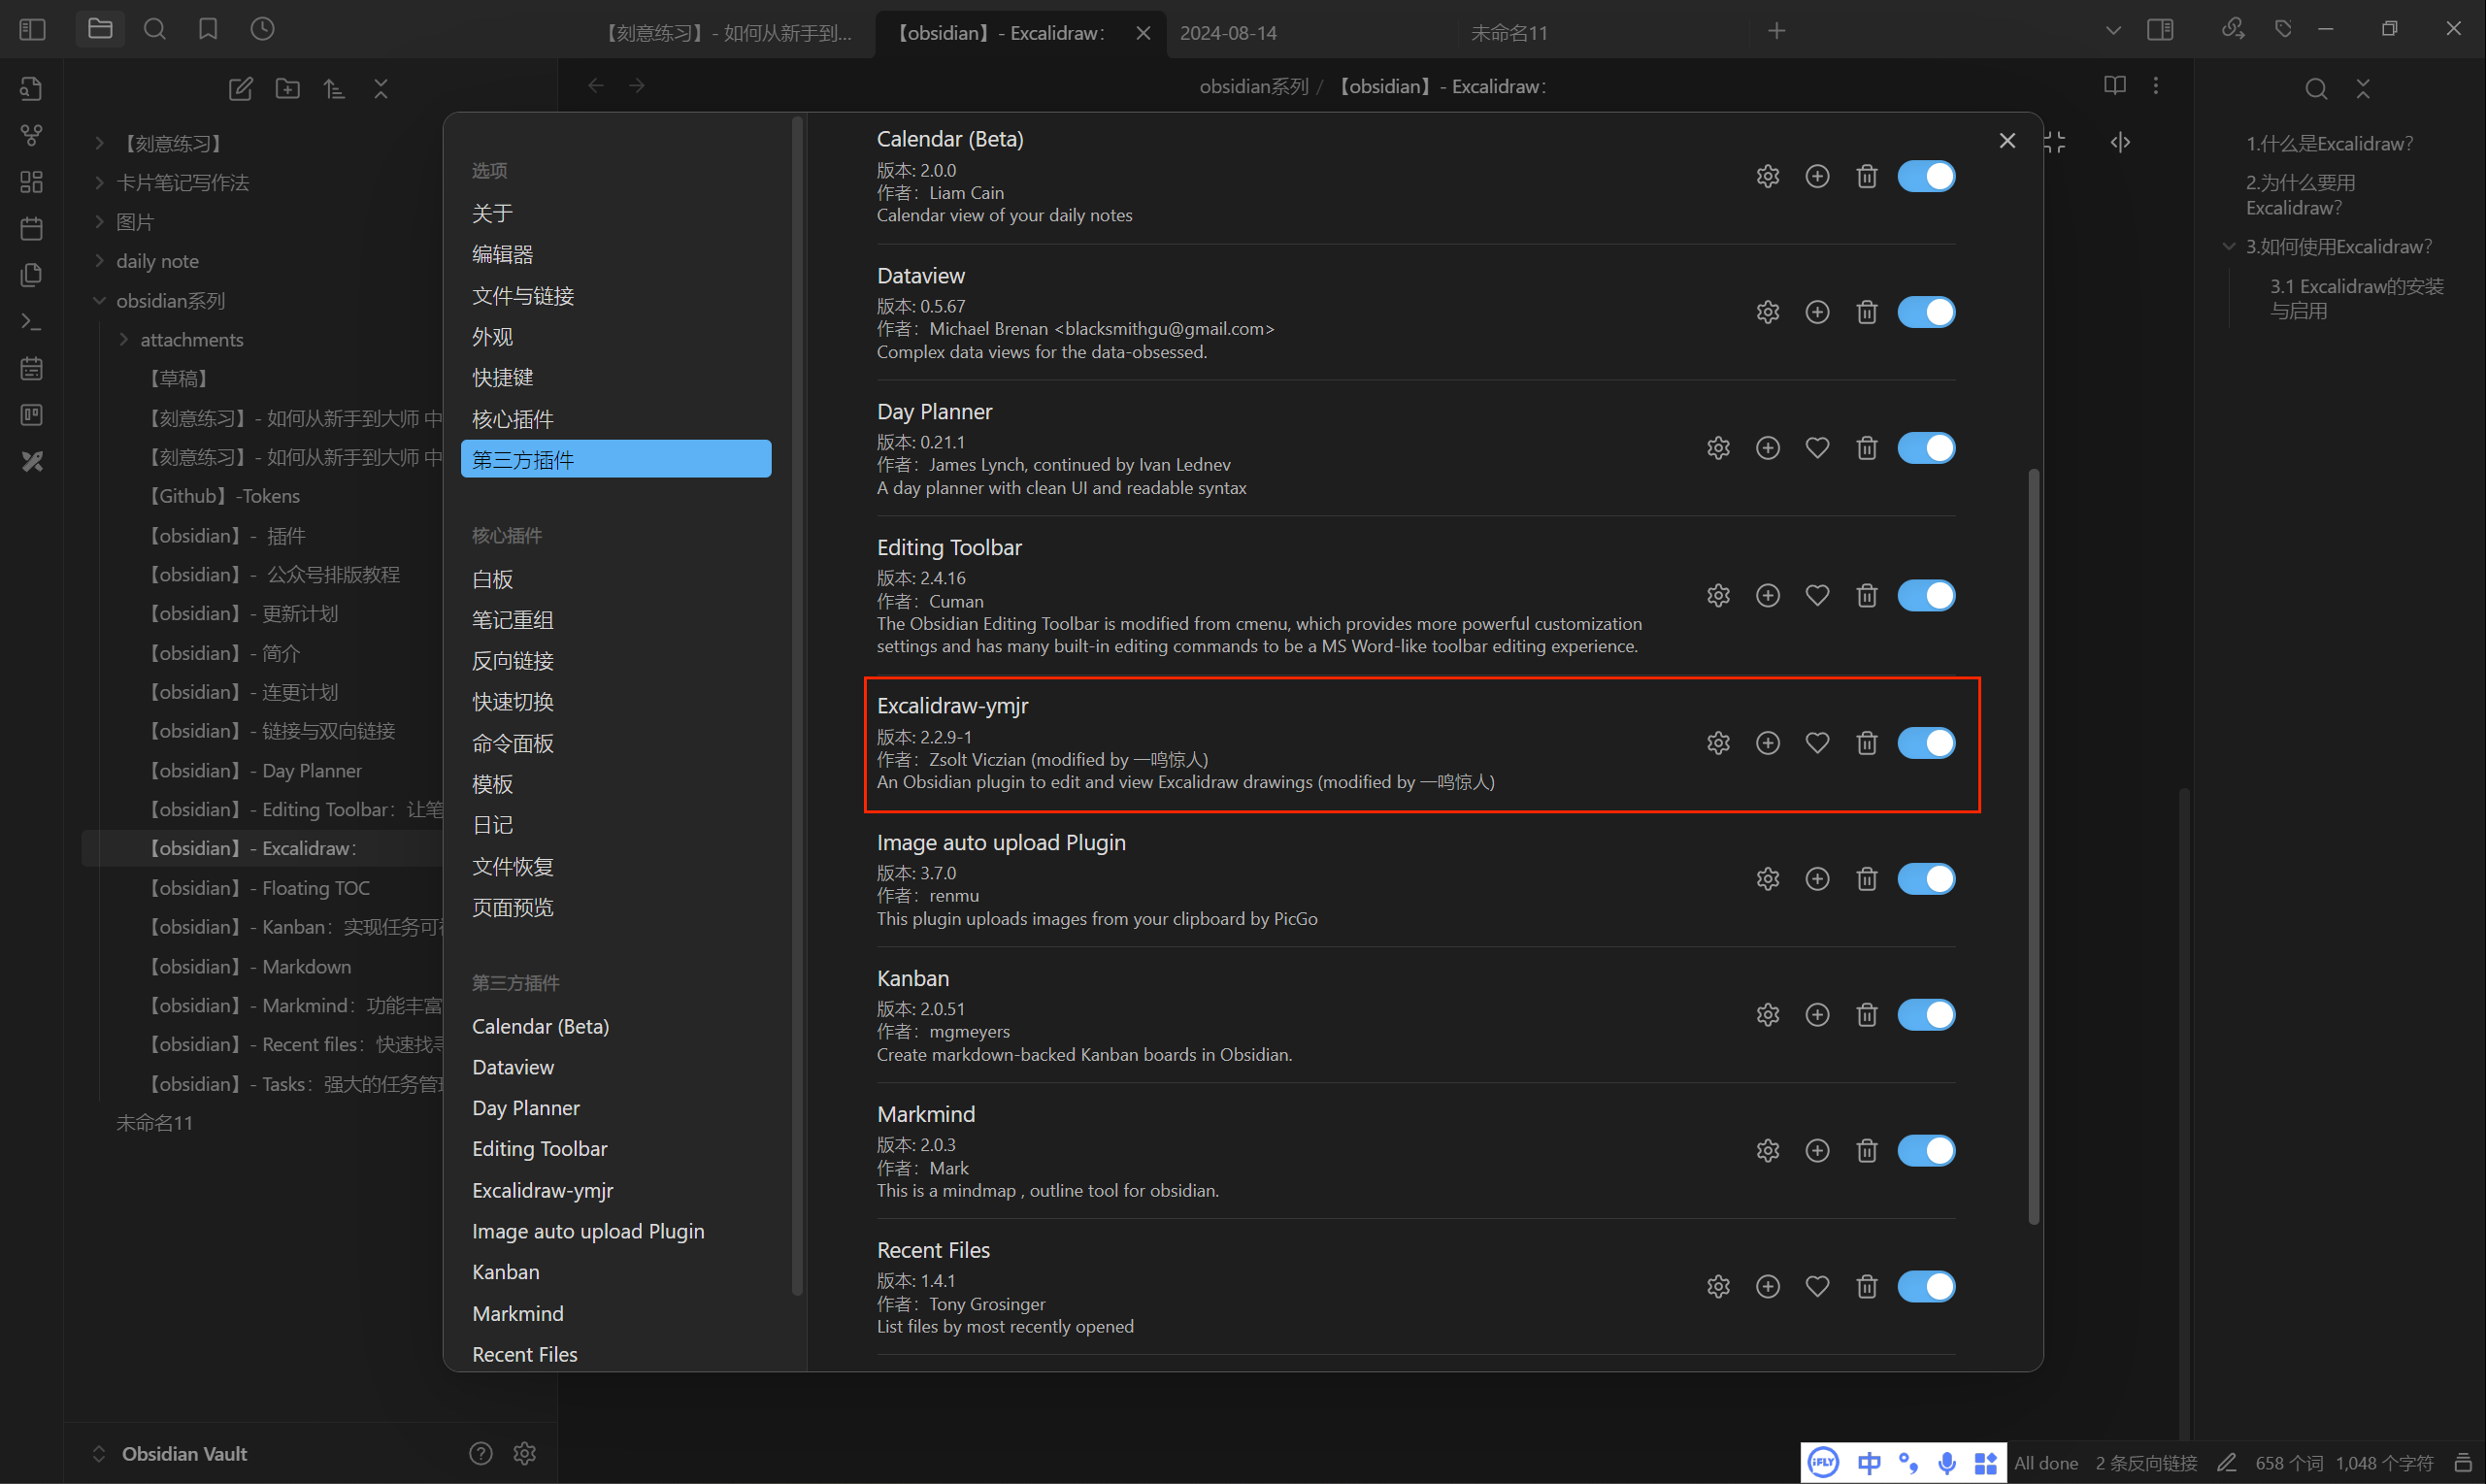 【刻意练习】- 如何从新手到...
【obsidian】- Excalidraw：
2024-08-14
未命名11
obsidian系列 / 【obsidian】- Excalidraw：
【刻意练习】
卡片笔记写作法
图片
daily note
obsidian系列
attachments
【草稿】
【刻意练习】- 如何从新手到大师 中
【刻意练习】- 如何从新手到大师 中
【Github】-Tokens
【obsidian】- 插件
【obsidian】- 公众号排版教程
【obsidian】- 更新计划
【obsidian】- 简介
【obsidian】- 连更计划
【obsidian】- 链接与双向链接
【obsidian】- Day Planner
【obsidian】- Editing Toolbar：让笔
【obsidian】- Excalidraw：
【obsidian】- Floating TOC
【obsidian】- Kanban：实现任务可
【obsidian】- Markdown
【obsidian】- Markmind：功能丰富
【obsidian】- Recent files：快速找
【obsidian】- Tasks：强大的任务管
未命名11
Obsidian Vault
选项
关于
编辑器
文件与链接
外观
快捷键
核心插件
第三方插件
核心插件
白板
笔记重组
反向链接
快速切换
命令面板
模板
日记
文件恢复
页面预览
第三方插件
Calendar (Beta)
Dataview
Day Planner
Editing Toolbar
Excalidraw-ymjr
Image auto upload Plugin
Kanban
Markmind
Recent Files
Calendar (Beta)
版本: 2.0.0
作者：Liam Cain
Calendar view of your daily notes
Dataview
版本: 0.5.67
作者：Michael Brenan <blacksmithgu@gmail.com>
Complex data views for the data-obsessed.
Day Planner
版本: 0.21.1
作者：James Lynch, continued by Ivan Lednev
A day planner with clean UI and readable syntax
Editing Toolbar
版本: 2.4.16
作者：Cuman
The Obsidian Editing Toolbar is modified from cmenu, which provides more powerful customization
settings and has many built-in editing commands to be a MS Word-like toolbar editing experience.
Excalidraw-ymjr
版本: 2.2.9-1
作者：Zsolt Viczian (modified by 一鸣惊人)
An Obsidian plugin to edit and view Excalidraw drawings (modified by 一鸣惊人)
Image auto upload Plugin
版本: 3.7.0
作者：renmu
This plugin uploads images from your clipboard by PicGo
Kanban
版本: 2.0.51
作者：mgmeyers
Create markdown-backed Kanban boards in Obsidian.
Markmind
版本: 2.0.3
作者：Mark
This is a mindmap , outline tool for obsidian.
Recent Files
版本: 1.4.1
作者：Tony Grosinger
List files by most recently opened
1.什么是Excalidraw？
2.为什么要用
Excalidraw？
3.如何使用Excalidraw？
3.1 Excalidraw的安装
与启用
iFLY 中
All done 2 条反向链接 658 个词 1,048 个字符